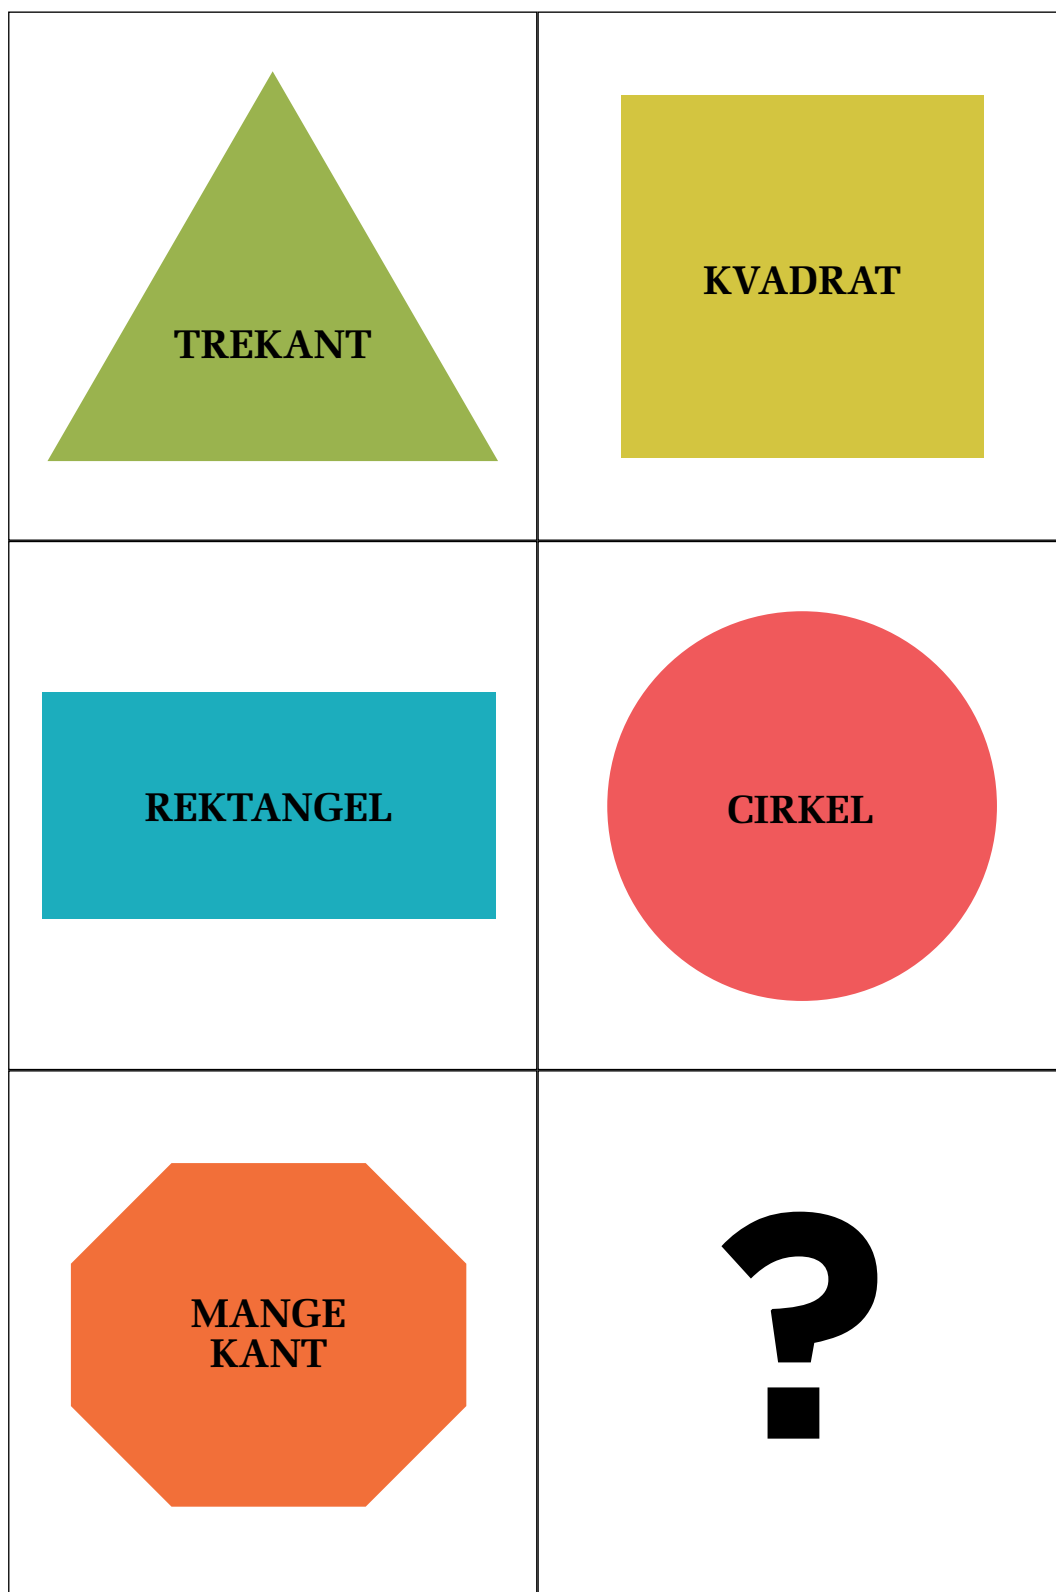 TREKANT
KVADRAT
REKTANGEL
CIRKEL
MANGE
KANT
?